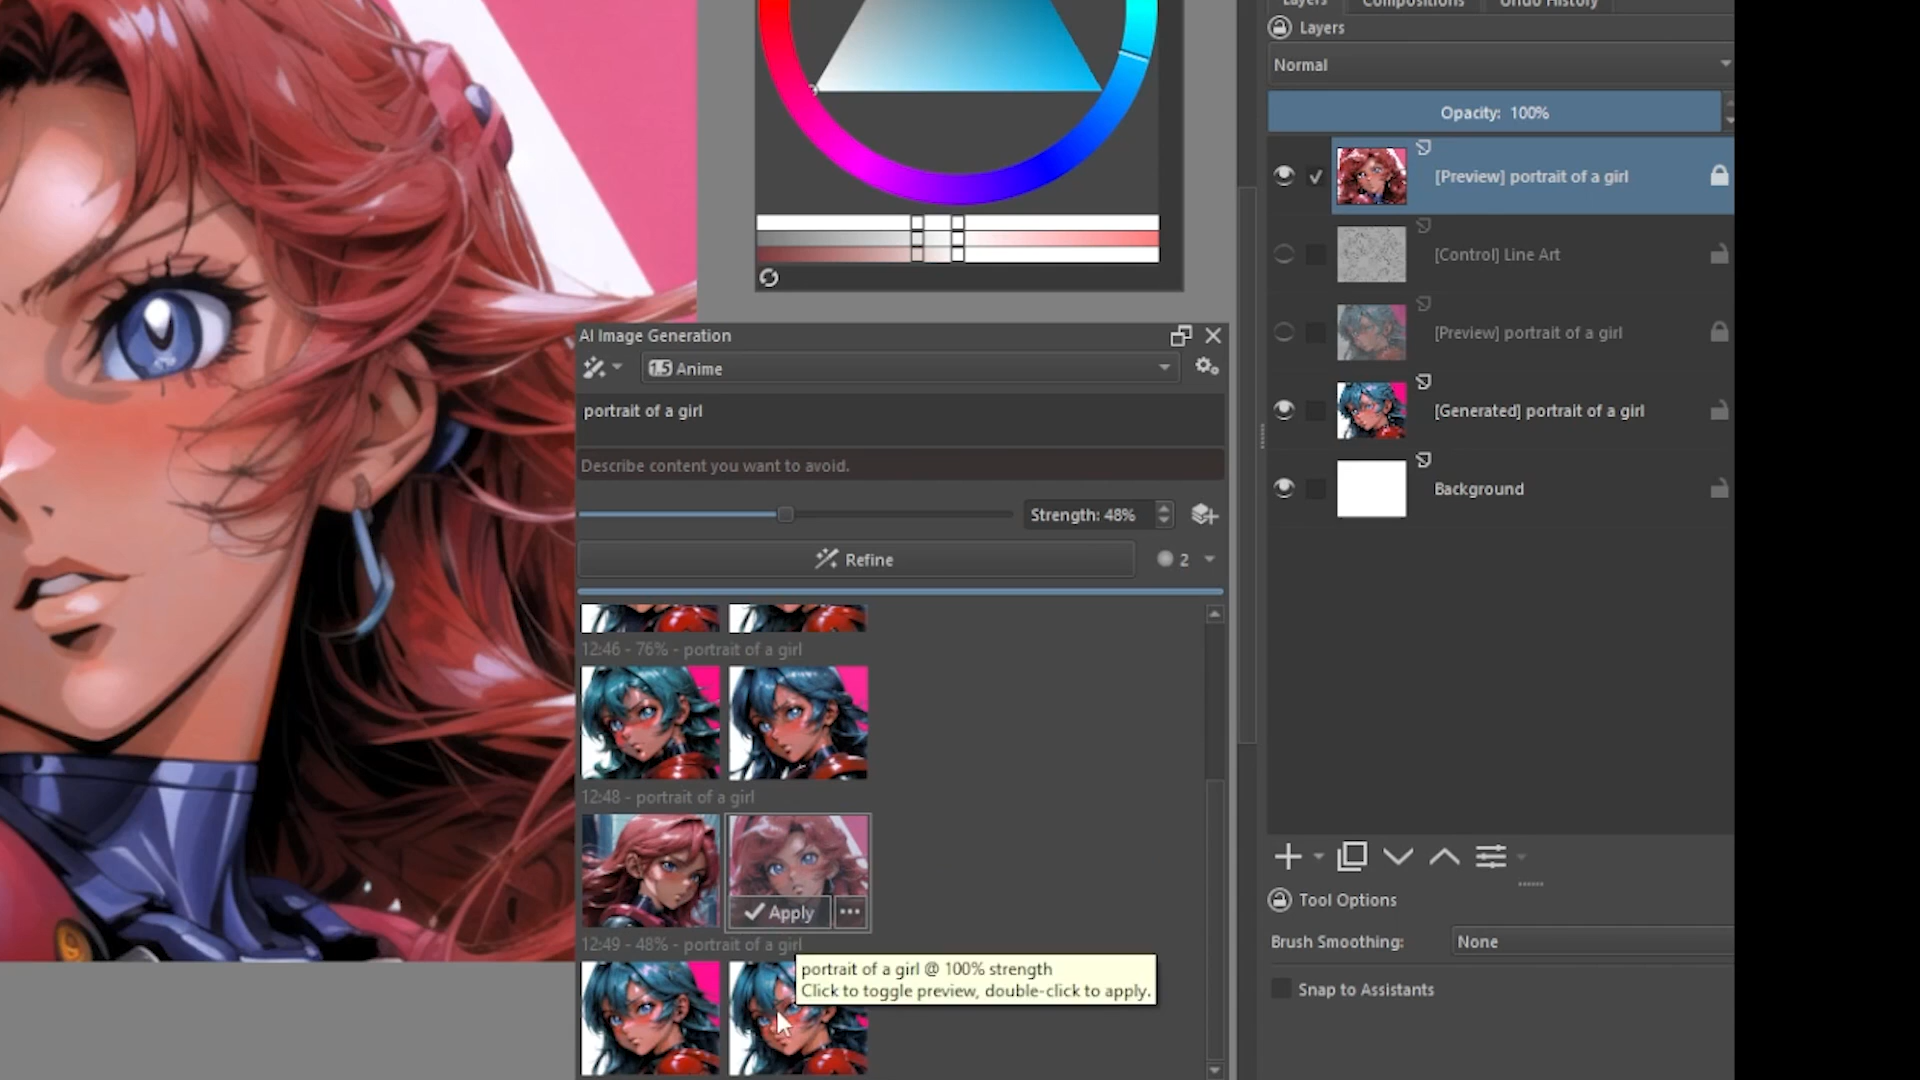 Layers
Compositions
Undo History
Layers
Normal
Opacity: 100%
[Preview] portrait of a girl
[Control] Line Art
[Preview] portrait of a girl
[Generated] portrait of a girl
Background
AI Image Generation
1.5 Anime
portrait of a girl
Describe content you want to avoid.
Strength: 48%
Refine
2
12:46 - 76% - portrait of a girl
12:48 - portrait of a girl
Apply
12:49 - 48% - portrait of a girl
portrait of a girl @ 100% strength
Click to toggle preview, double-click to apply.
Tool Options
Brush Smoothing: None
Snap to Assistants